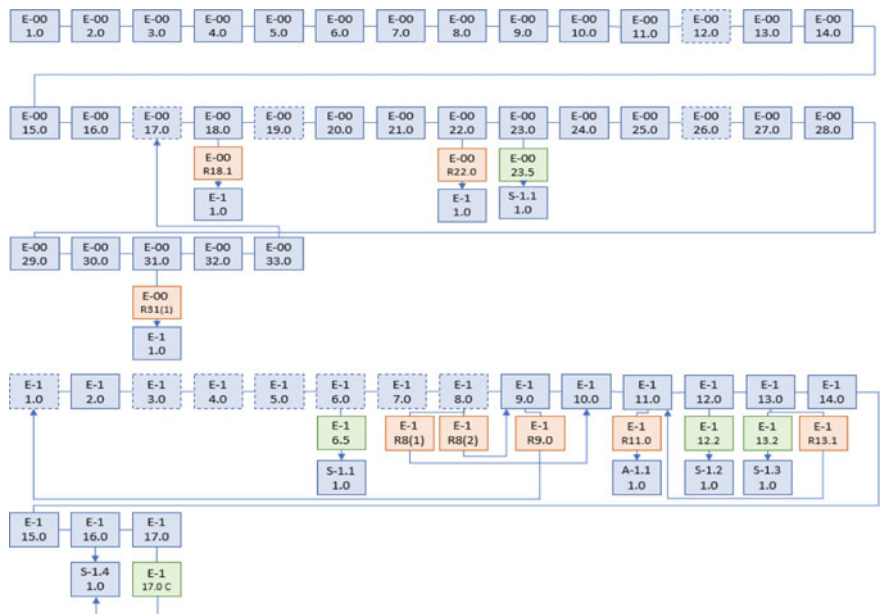 E-00 E-00 E-00 E-00 E-00 E-00 E-00 E-00 E-00 E-00 E-00 E-00 E-00 E-00
1.0 2.0 3.0 4.0 5.0 6.0 7.0 8.0 9.0 10.0 11.0 12.0 13.0 14.0
E-00 E-00 E-00 E-00 E-00 E-00 E-00 E-00 E-00 E-00 E-00 E-00 E-00 E-00
15.0 16.0 17.0 18.0 19.0 20.0 21.0 22.0 23.0 24.0 25.0 26.0 27.0 28.0
E-00 E-00 E-00
R18.1 R22.0 23.5
E-1 E-1 S-1.1
1.0 1.0 1.0
E-00 E-00 E-00 E-00 E-00
29.0 30.0 31.0 32.0 33.0
E-00
R31(1)
E-1
1.0
E-1 E-1 E-1 E-1 E-1 E-1 E-1 E-1 E-1 E-1 E-1 E-1 E-1 E-1
1.0 2.0 3.0 4.0 5.0 6.0 7.0 8.0 9.0 10.0 11.0 12.0 13.0 14.0
E-1 E-1 E-1 E-1 E-1 E-1 E-1 E-1
6.5 R8(1) R8(2) R9.0 R11.0 12.2 13.2 R13.1
S-1.1 A-1.1 S-1.2 S-1.3
1.0 1.0 1.0 1.0
E-1 E-1 E-1
15.0 16.0 17.0
S-1.4 E-1
1.0 17.0 C